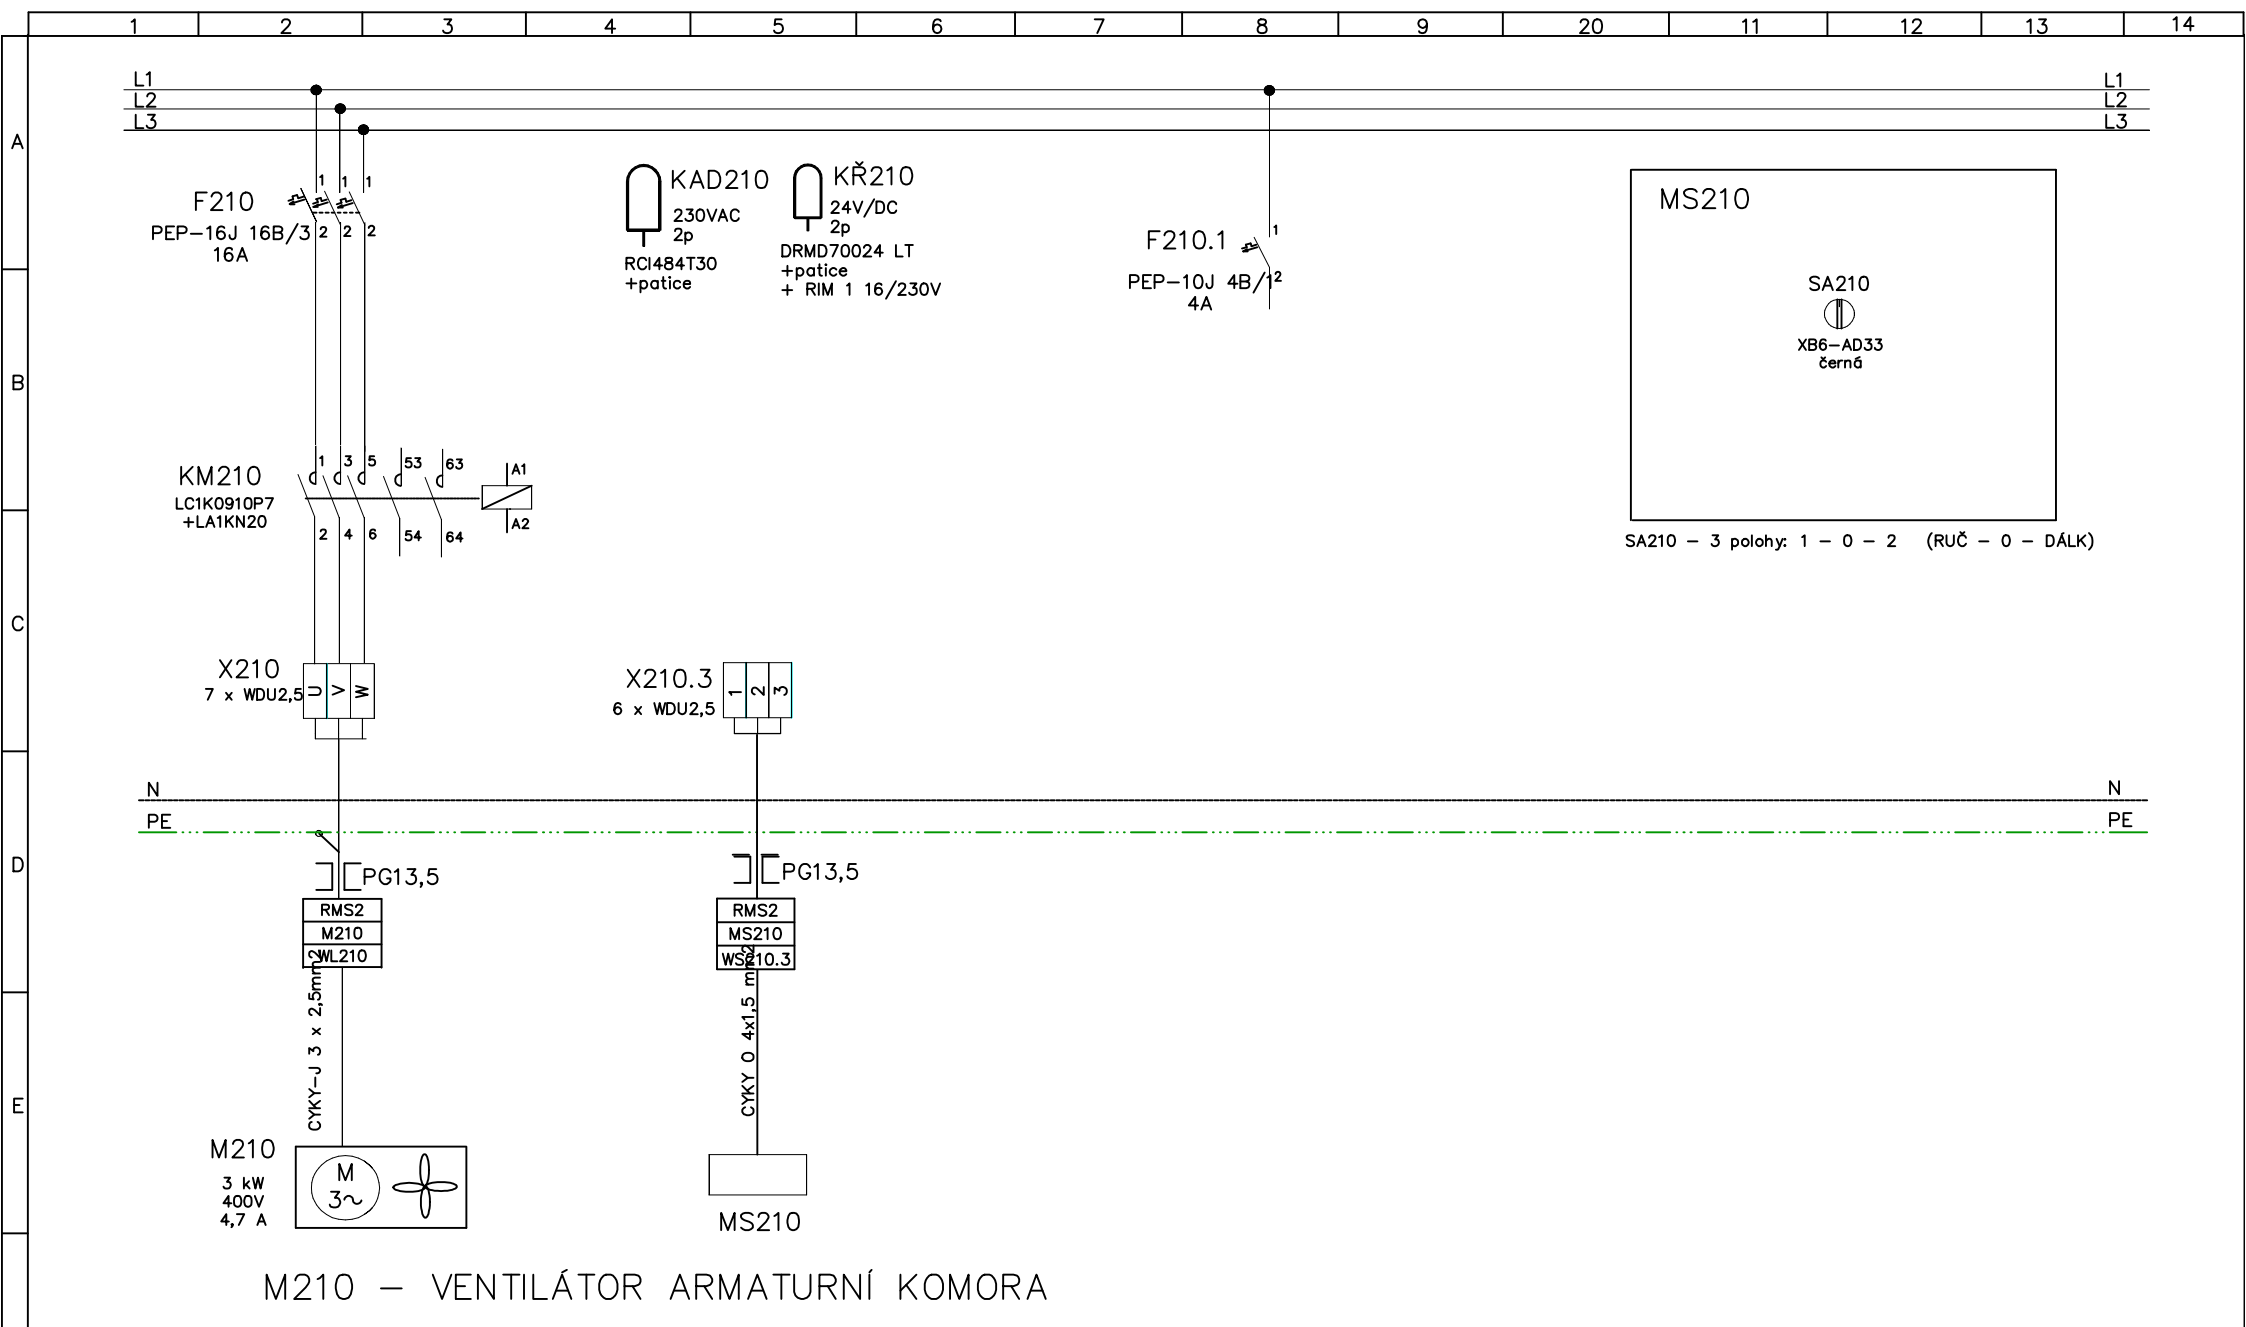 1 2 3 4 5 6 7 8 9 20 11 12 13 14
L1 L1
L2 L2
L3 L3
A
F210
PEP-16J 16B/3
16A
1 1 1
2 2 2
KAD210
230VAC
2p
RCI484T30
+patice
KŘ210
24V/DC
2p
DRMD70024 LT
+patice
+ RIM 1 16/230V
F210.1
PEP-10J 4B/1
4A
1
2
MS210
SA210
XB6-AD33
černá
SA210 - 3 polohy: 1 - 0 - 2 (RUČ - 0 - DÁLK)
B
KM210
LC1K0910P7
+LA1KN20
1 3 5 53 63 A1
2 4 6 54 64 A2
C
X210
7 x WDU2,5
U V W
X210.3
6 x WDU2,5
1 2 3
N N
PE PE
D
PG13,5
RMS2
M210
WL210
CYKY-J 3 x 2,5mm2
PG13,5
RMS2
MS210
WS210.3
CYKY O 4x1,5 mm2
E
M210
3 kW
400V
4,7 A
M
3~
MS210
M210 - VENTILÁTOR ARMATURNÍ KOMORA